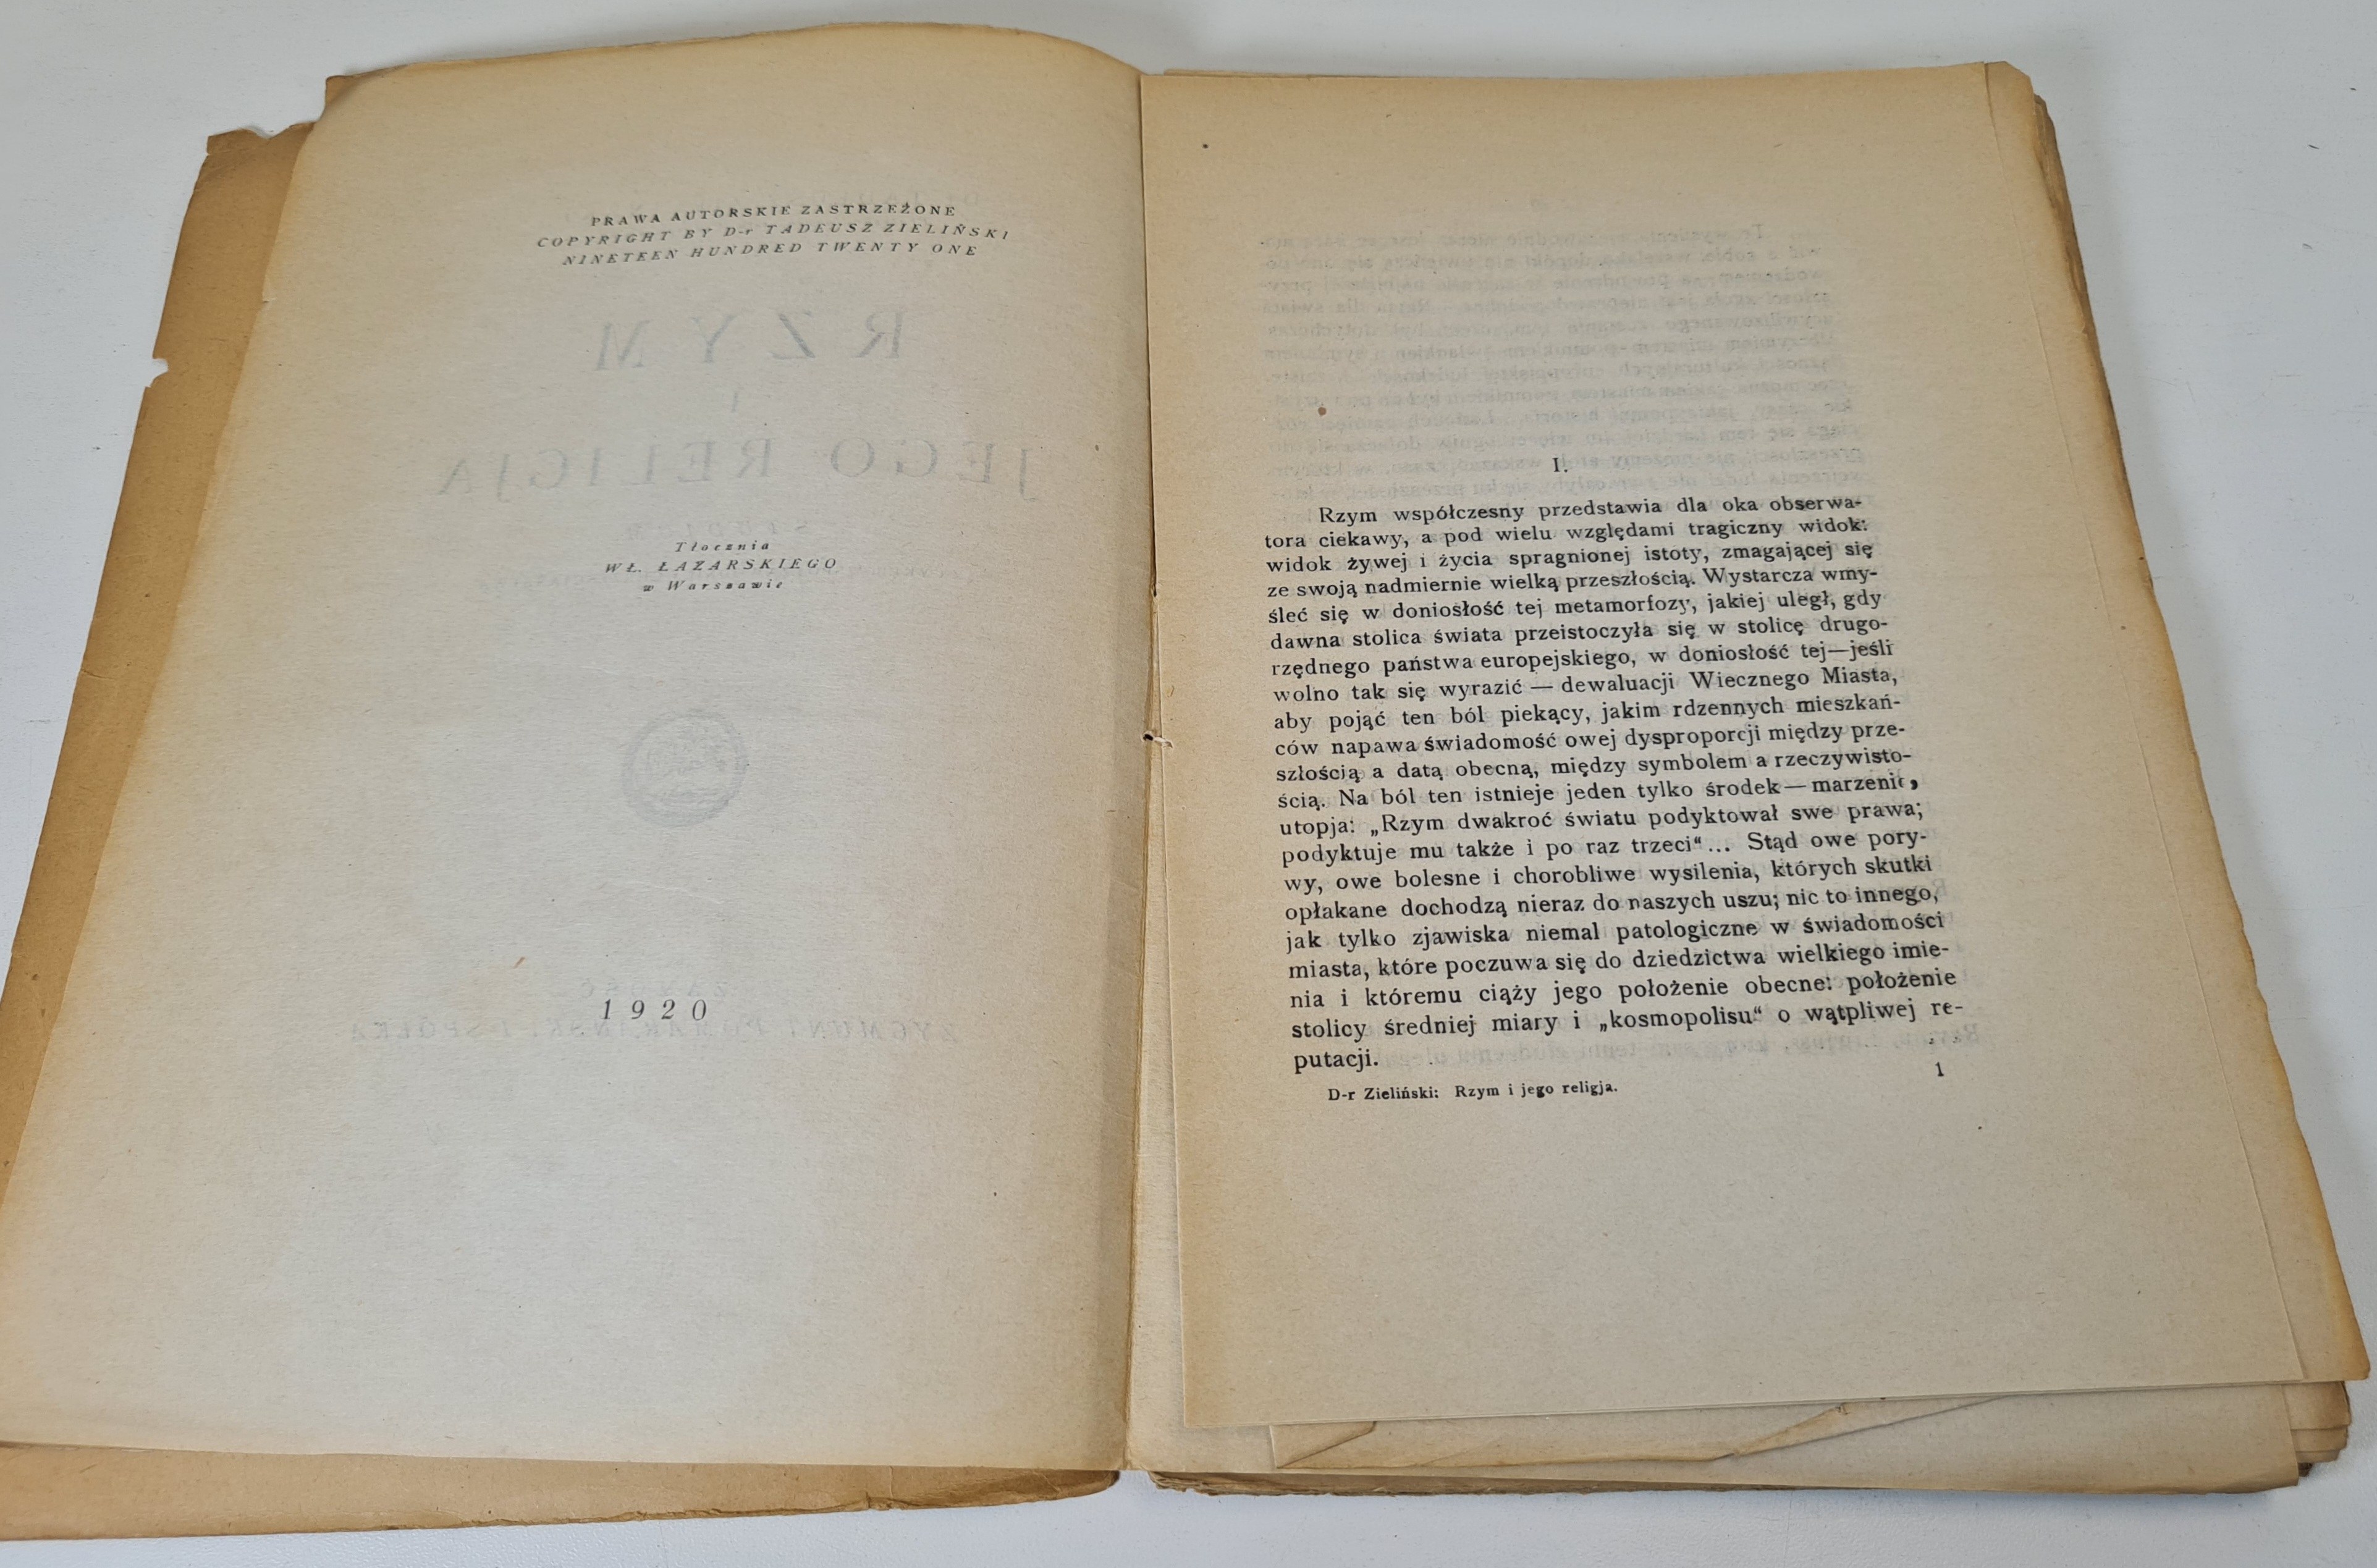 PRAWA AUTORSKIE ZASTRZEŻONE
COPYRIGHT BY D-r TADEUSZ ZIELIŃSKI
NINETEEN HUNDRED TWENTY ONE
RZYM
I
JEGO RELIGJA
Tłocznia
WŁ. ŁAZARSKIEGO
w Warszawie
1920
ZYGMUNT POMARAŃSKI I SPÓŁKA
I.
Rzym współczesny przedstawia dla oka obserwa-
tora ciekawy, a pod wielu względami tragiczny widok:
widok żywej i życia spragnionej istoty, zmagającej się
ze swoją nadmiernie wielką przeszłością. Wystarcza wmy-
śleć się w doniosłość tej metamorfozy, jakiej uległ, gdy
dawna stolica świata przeistoczyła się w stolicę drugo-
rzędnego państwa europejskiego, w doniosłość tej—jeśli
wolno tak się wyrazić — dewaluacji Wiecznego Miasta,
aby pojąć ten ból piekący, jakim rdzennych mieszkań-
ców napawa świadomość owej dysproporcji między prze-
szłością a datą obecną, między symbolem a rzeczywisto-
ścią. Na ból ten istnieje jeden tylko środek — marzenie,
utopja: „Rzym dwakroć światu podyktował swe prawa;
podyktuje mu także i po raz trzeci“... Stąd owe pory-
wy, owe bolesne i chorobliwe wysilenia, których skutki
opłakane dochodzą nieraz do naszych uszu; nic to innego,
jak tylko zjawiska niemal patologiczne w świadomości
miasta, które poczuwa się do dziedzictwa wielkiego imie-
nia i któremu ciąży jego położenie obecne: położenie
stolicy średniej miary i „kosmopolisu“ o wątpliwej re-
putacji.
D-r Zieliński: Rzym i jego religja.
1